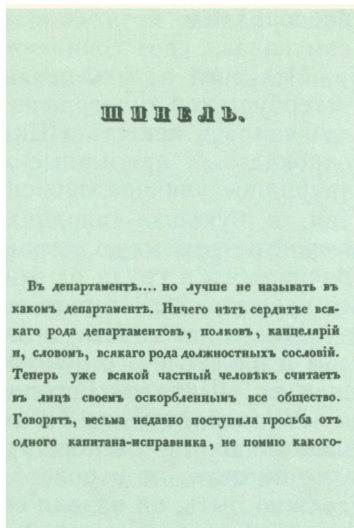 ШИНЕЛЬ.
Въ департаментѣ.... но лучше не называть въ
какомъ департаментѣ. Ничего нѣтъ сердитѣе вся-
каго рода департаментовъ, полковъ, канцелярій
и, словомъ, всякаго рода должностныхъ сословій.
Теперь уже всякой частный человѣкъ считаетъ
въ лицѣ своемъ оскорбленнымъ все общество.
Говорятъ, весьма недавно поступила просьба отъ
одного капитана-исправника, не помню какого-